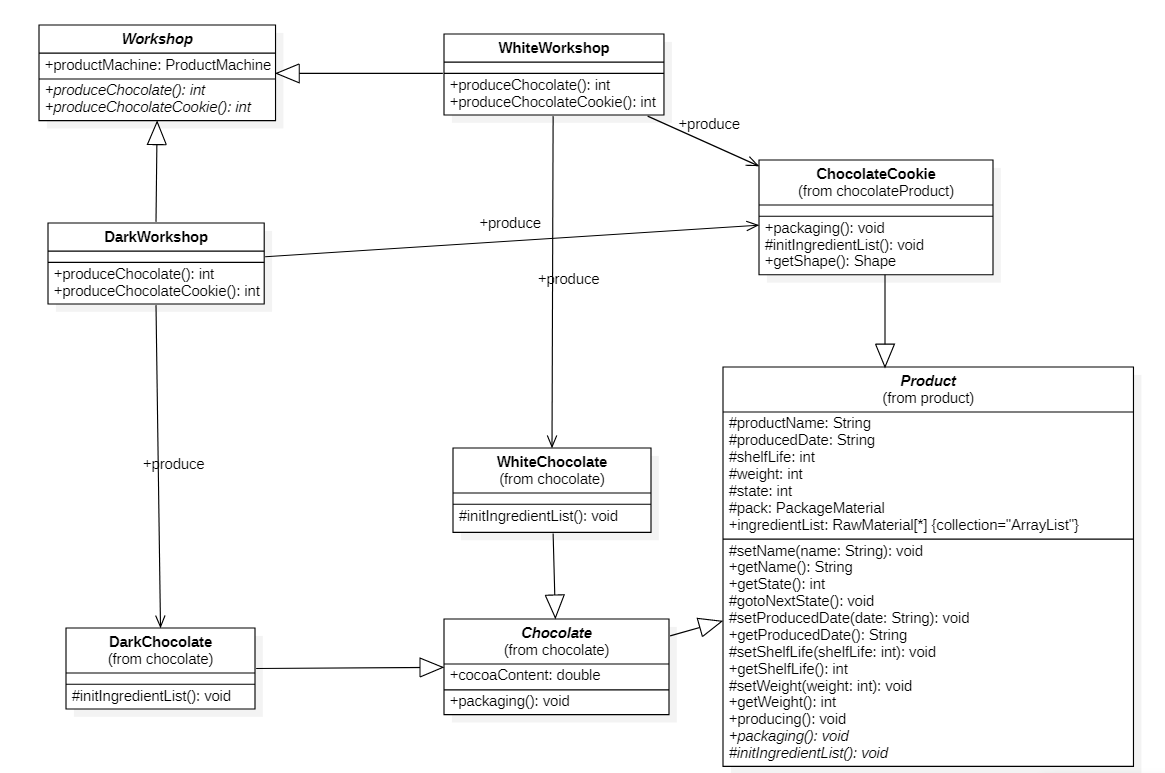 Workshop
+productMachine: ProductMachine
+produceChocolate(): int
+produceChocolateCookie(): int
WhiteWorkshop
+produceChocolate(): int
+produceChocolateCookie(): int
+produce
ChocolateCookie
(from chocolateProduct)
+packaging(): void
#initIngredientList(): void
+getShape(): Shape
DarkWorkshop
+produceChocolate(): int
+produceChocolateCookie(): int
+produce
+produce
Product
(from product)
#productName: String
#producedDate: String
#shelfLife: int
#weight: int
#state: int
#pack: PackageMaterial
+ingredientList: RawMaterial[*] {collection="ArrayList"}
#setName(name: String): void
+getName(): String
+getState(): int
#gotoNextState(): void
#setProducedDate(date: String): void
+getProducedDate(): String
#setShelfLife(shelfLife: int): void
+getShelfLife(): int
#setWeight(weight: int): void
+getWeight(): int
+producing(): void
+packaging(): void
#initIngredientList(): void
+produce
WhiteChocolate
(from chocolate)
#initIngredientList(): void
DarkChocolate
(from chocolate)
#initIngredientList(): void
Chocolate
(from chocolate)
+cocoaContent: double
+packaging(): void